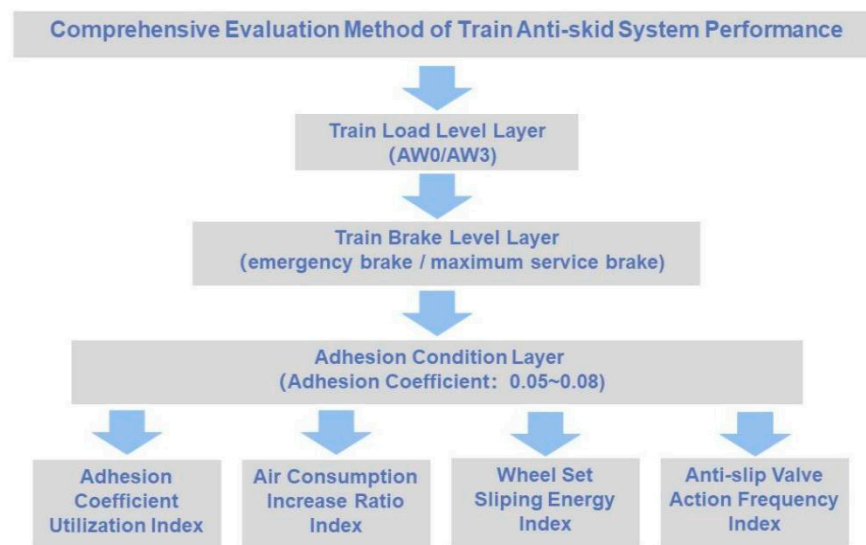 Comprehensive Evaluation Method of Train Anti-skid System Performance
Train Load Level Layer
(AW0/AW3)
Train Brake Level Layer
(emergency brake / maximum service brake)
Adhesion Condition Layer
(Adhesion Coefficient：0.05~0.08)
Adhesion
Coefficient
Utilization Index
Air Consumption
Increase Ratio
Index
Wheel Set
Sliping Energy
Index
Anti-slip Valve
Action Frequency
Index